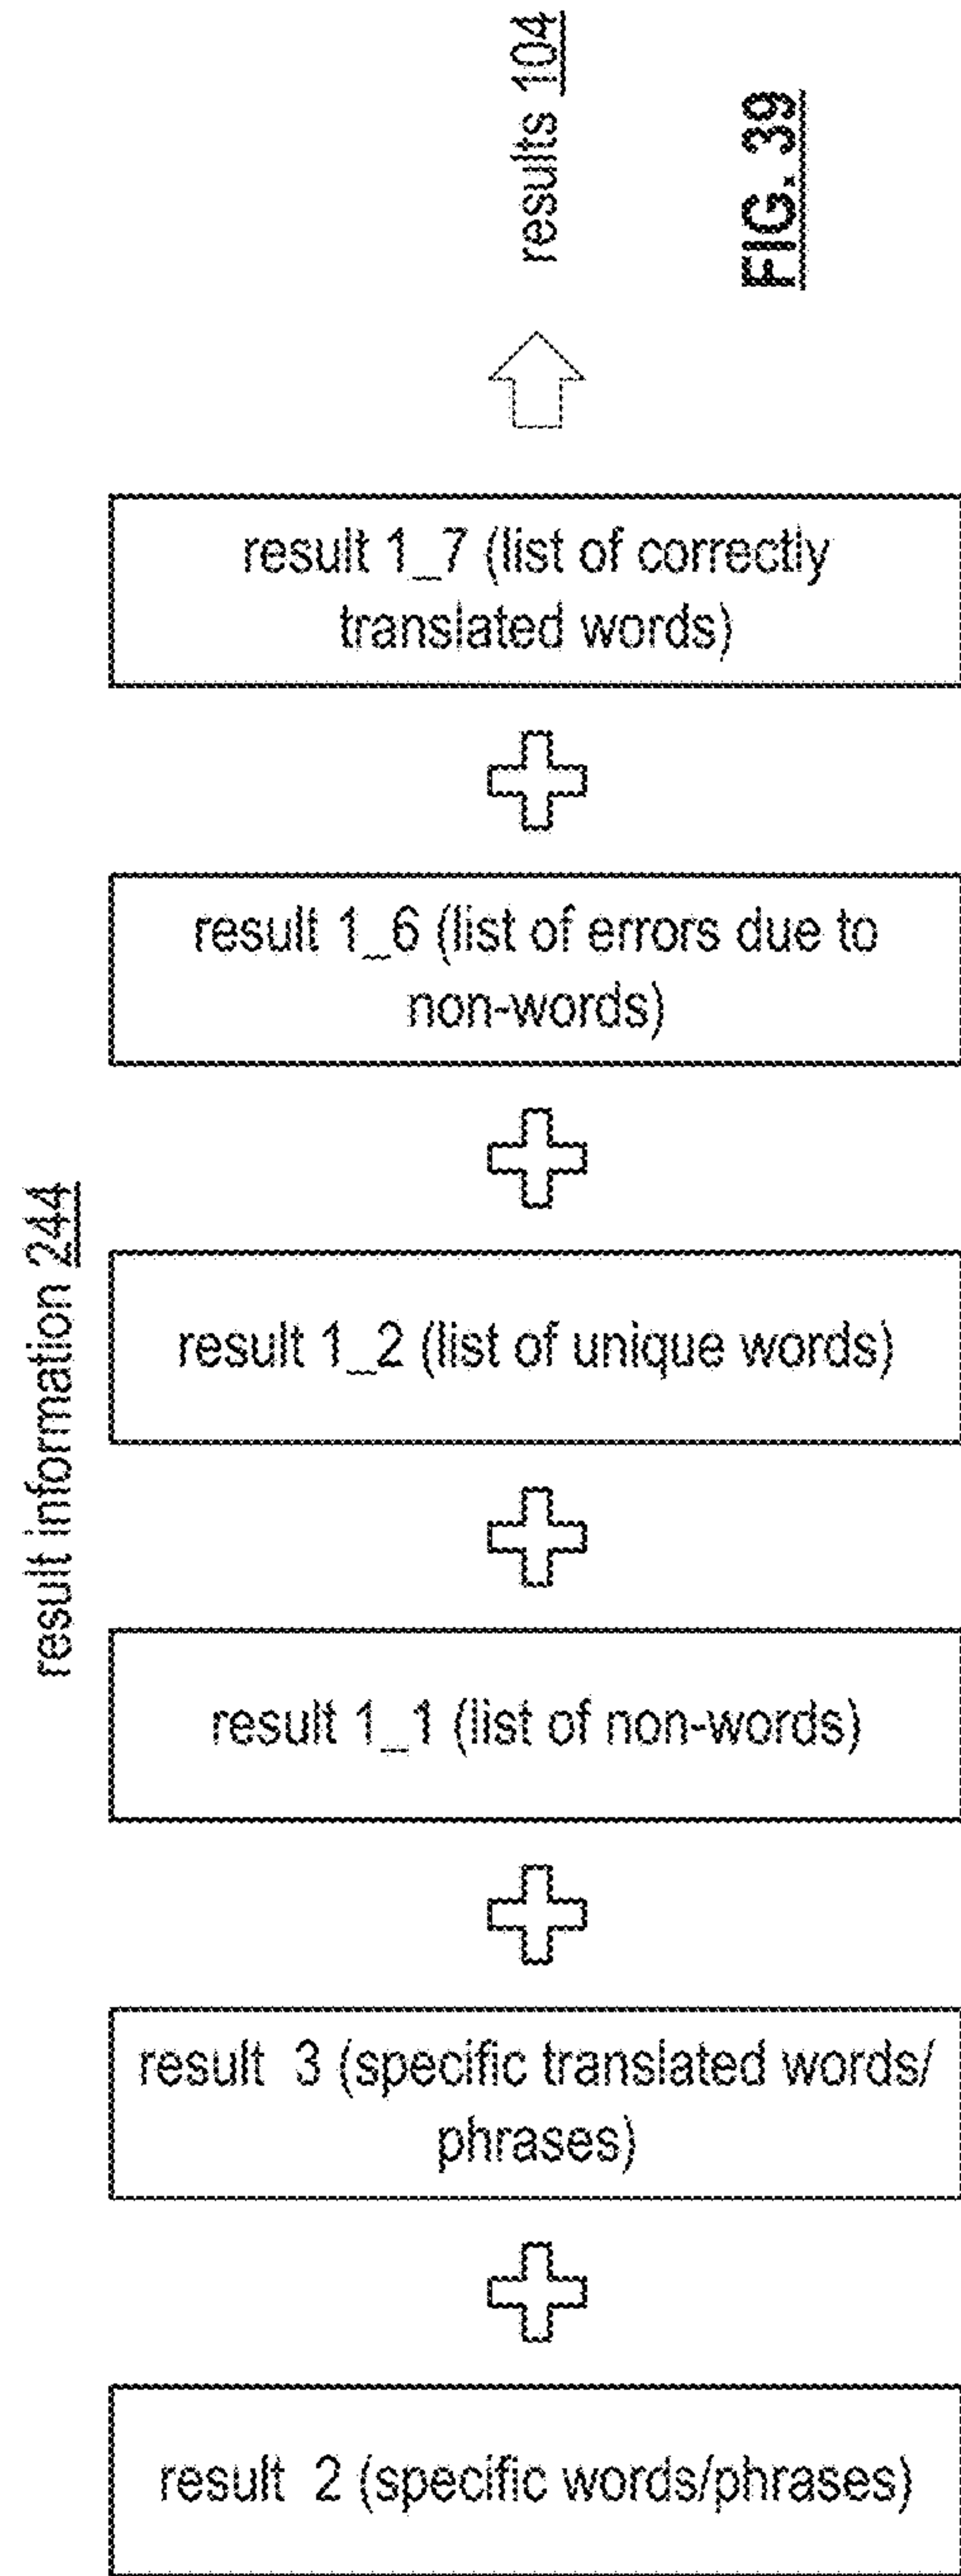 result information 244
result 1_7 (list of correctly
translated words)
result 1_6 (list of errors due to
non-words)
result 1_2 (list of unique words)
result 1_1 (list of non-words)
result 3 (specific translated words/
phrases)
result 2 (specific words/phrases)
results 104
FIG. 39